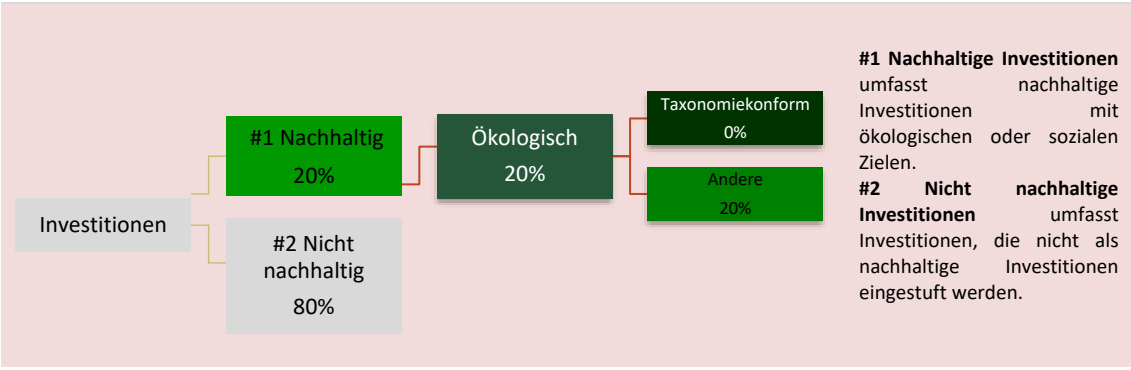 Investitionen
#1 Nachhaltig
20%
#2 Nicht
nachhaltig
80%
Ökologisch
20%
Taxonomiekonform
0%
Andere
20%
#1 Nachhaltige Investitionen
umfasst nachhaltige
Investitionen mit
ökologischen oder sozialen
Zielen.
#2 Nicht nachhaltige
Investitionen umfasst
Investitionen, die nicht als
nachhaltige Investitionen
eingestuft werden.